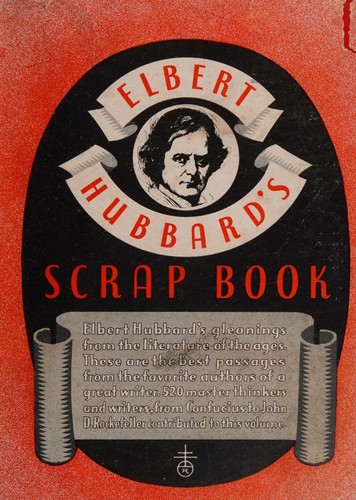 ELBERT
HUBBARD'S
SCRAP BOOK
Elbert Hubbard's gleanings
from the literature of the ages.
These are the best passages
from the favorite authors of a
great writer. 520 master thinkers
and writers, from Confucius to John
D. Rockefeller contributed to this volume.